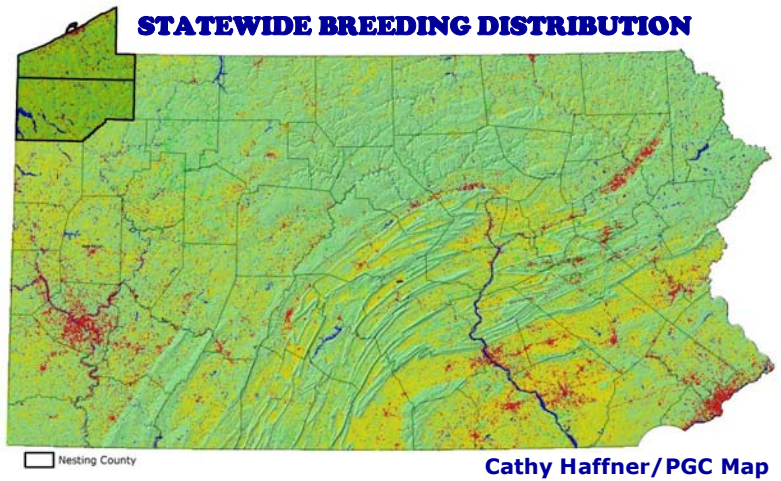 STATEWIDE BREEDING DISTRIBUTION
Nesting County
Cathy Haffner/PGC Map